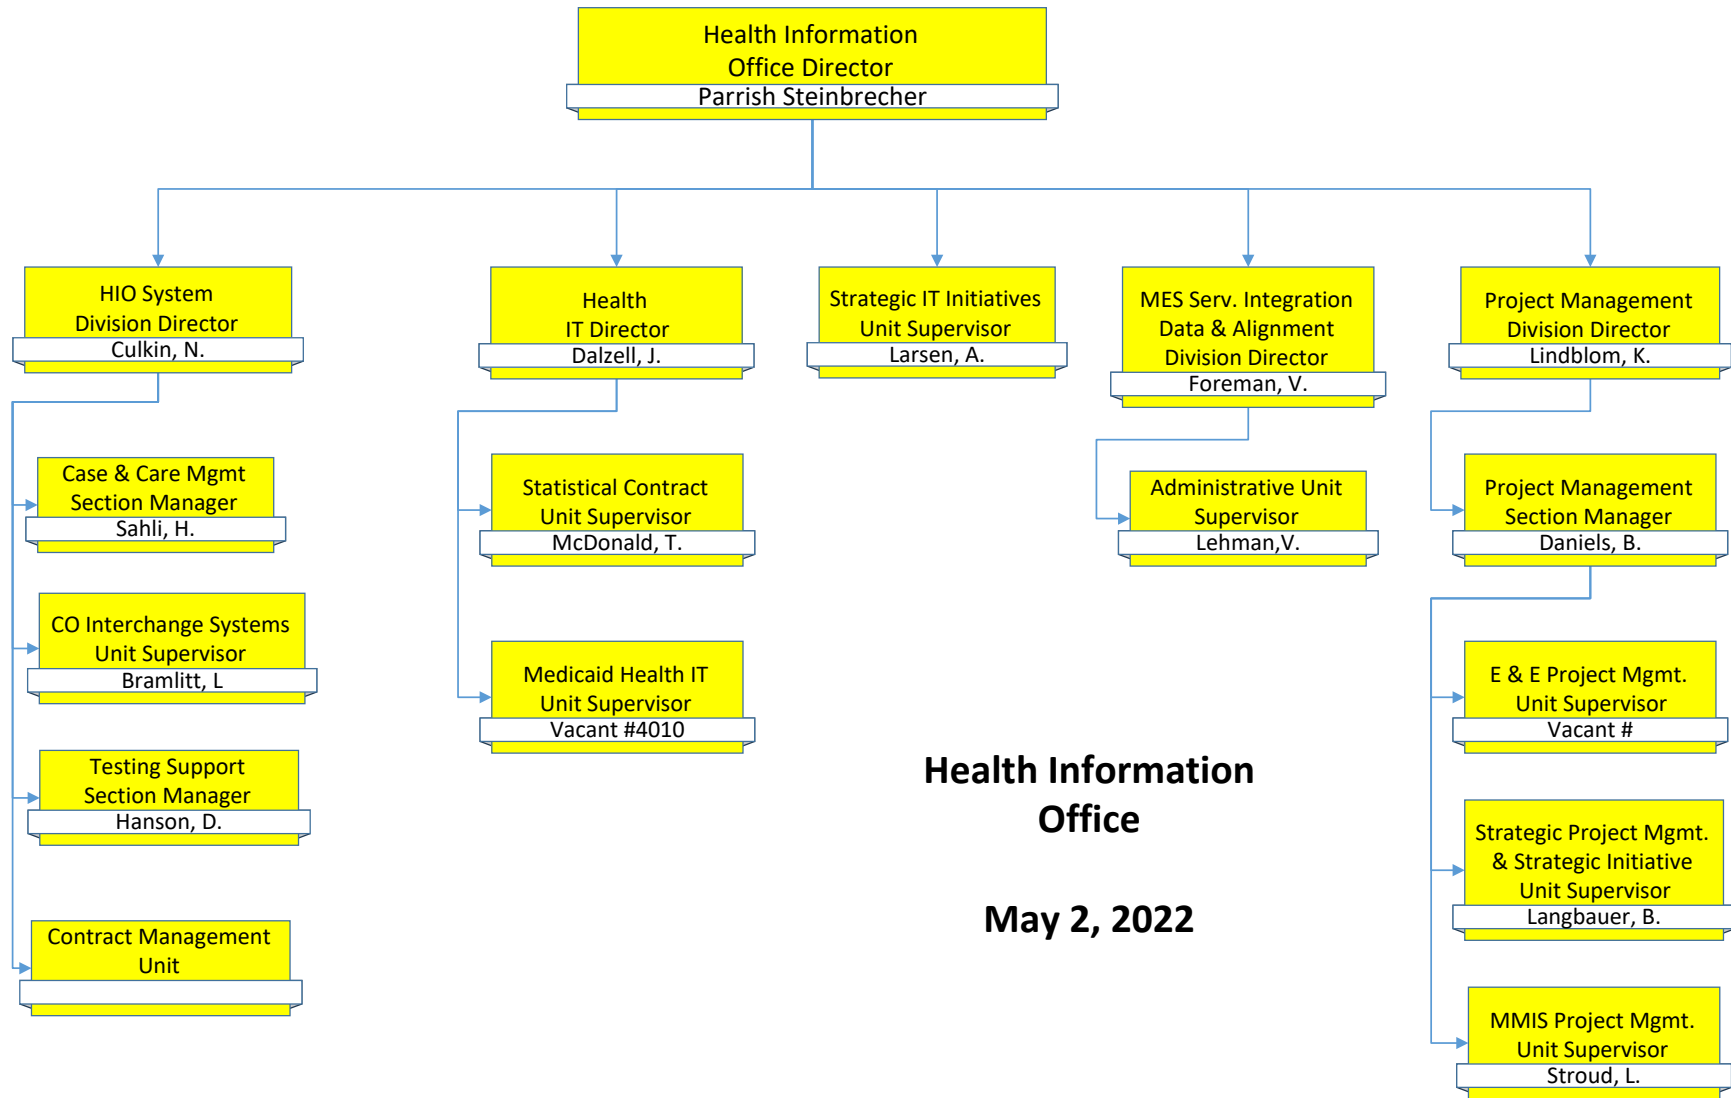 Health Information
Office Director
Parrish Steinbrecher
HIO System
Division Director
Culkin, N.
Health
IT Director
Dalzell, J.
Strategic IT Initiatives
Unit Supervisor
Larsen, A.
MES Serv. Integration
Data & Alignment
Division Director
Foreman, V.
Project Management
Division Director
Lindblom, K.
Case & Care Mgmt
Section Manager
Sahli, H.
CO Interchange Systems
Unit Supervisor
Bramlitt, L
Testing Support
Section Manager
Hanson, D.
Contract Management
Unit
Statistical Contract
Unit Supervisor
McDonald, T.
Medicaid Health IT
Unit Supervisor
Vacant #4010
Administrative Unit
Supervisor
Lehman,V.
Project Management
Section Manager
Daniels, B.
E & E Project Mgmt.
Unit Supervisor
Vacant #
Strategic Project Mgmt.
& Strategic Initiative
Unit Supervisor
Langbauer, B.
MMIS Project Mgmt.
Unit Supervisor
Stroud, L.
Health Information
Office
May 2, 2022